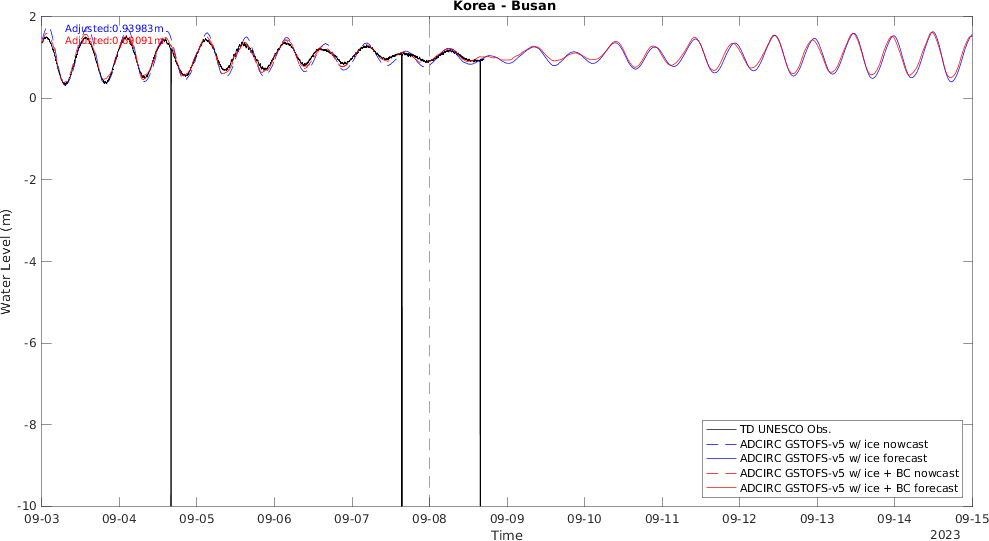 Korea - Busan
Adjusted:0.93983m
2
0
-2
-4
-6
-8
-10
Water Level (m)
TD UNESCO Obs.
ADCIRC GSTOFS-v5 w/ ice nowcast
ADCIRC GSTOFS-v5 w/ ice forecast
ADCIRC GSTOFS-v5 w/ ice + BC nowcast
ADCIRC GSTOFS-v5 w/ ice + BC forecast
09-03 09-04 09-05 09-06 09-07 09-08 09-09 09-10 09-11 09-12 09-13 09-14 09-15
Time
2023